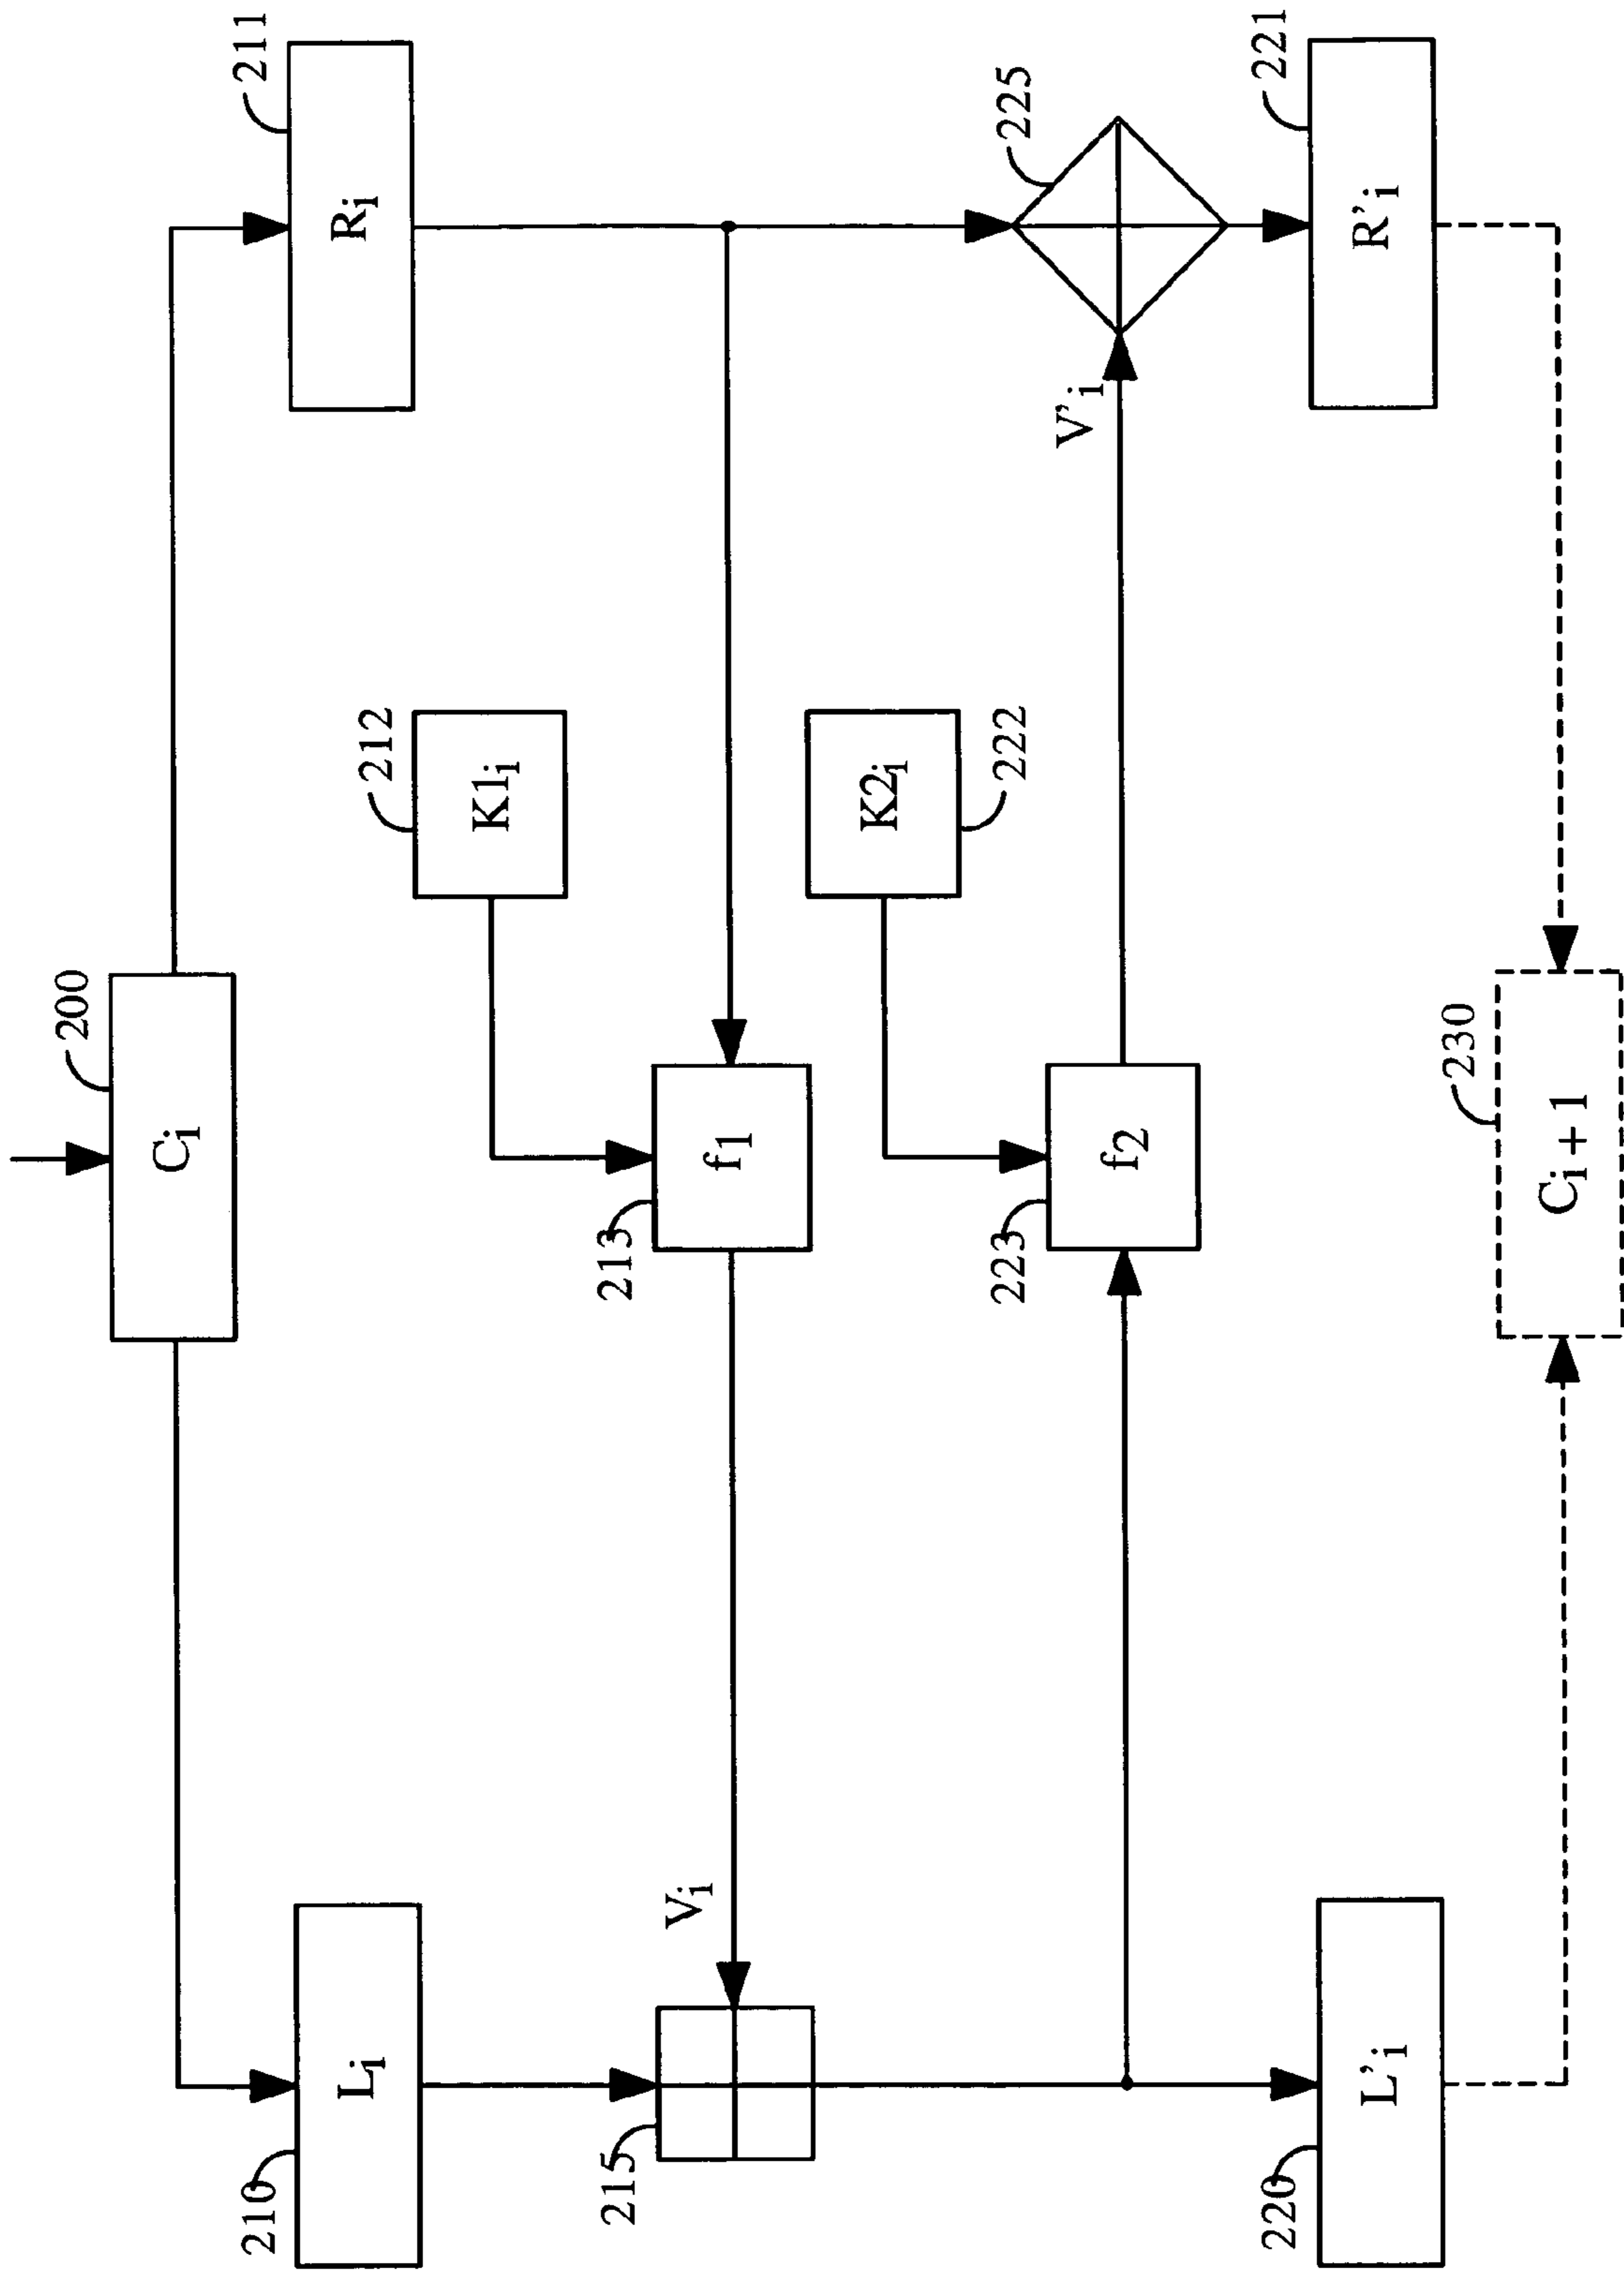 200
C_i
210
L_i
211
R_i
212
K1_i
213
f_1
215
V_i
222
K2_i
223
f_2
225
V'_i
220
L'_i
221
R'_i
230
C_i+1